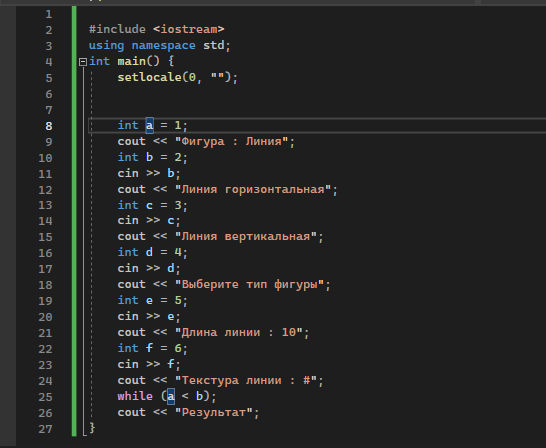 1
2 #include <iostream>
3 using namespace std;
4 int main() {
5 setlocale(0, "");
6
7
8 int a = 1;
9 cout << "Фигура : Линия";
10 int b = 2;
11 cin >> b;
12 cout << "Линия горизонтальная";
13 int c = 3;
14 cin >> c;
15 cout << "Линия вертикальная";
16 int d = 4;
17 cin >> d;
18 cout << "Выберите тип фигуры";
19 int e = 5;
20 cin >> e;
21 cout << "Длина линии : 10";
22 int f = 6;
23 cin >> f;
24 cout << "Текстура линии : #";
25 while (a < b);
26 cout << "Результат";
27 }